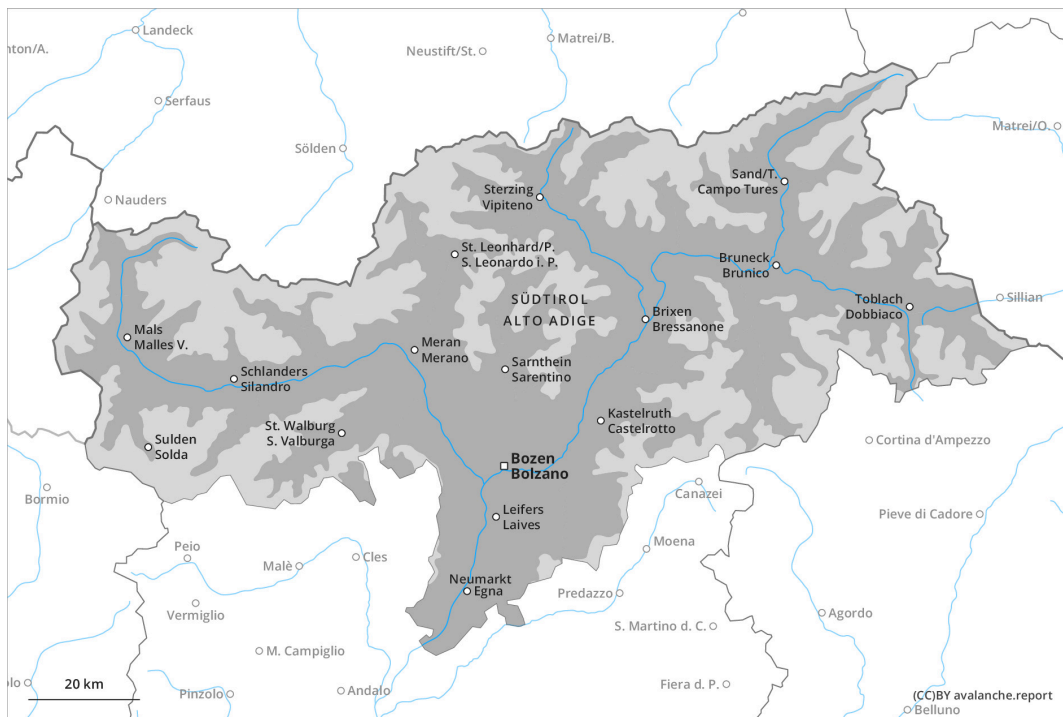 Landeck
nton/A.
Neustift/St.
Matrei/B.
Serfaus
Matrei/O.
Sölden
Nauders
Sand/T.
Campo Tures
Sterzing
Vipiteno
St. Leonhard/P.
S. Leonardo i. P.
Bruneck
Brunico
SÜDTIROL
ALTO ADIGE
Toblach
Dobbiaco
Sillian
Brixen
Bressanone
Mals
Malles V.
Meran
Merano
Sarnthein
Sarentino
Schlanders
Silandro
Kastelruth
Castelrotto
St. Walburg
S. Valburga
Sulden
Solda
Cortina d'Ampezzo
Bozen
Bolzano
Bormio
Canazei
Leifers
Laives
Pieve di Cadore
Moena
Peio
Malè
Cles
Neumarkt
Egna
Predazzo
Vermiglio
Agordo
S. Martino d. C.
M. Campiglio
olo
20 km
Pinzolo
Andalo
Fiera d. P.
(CC)BY avalanche.report
Belluno